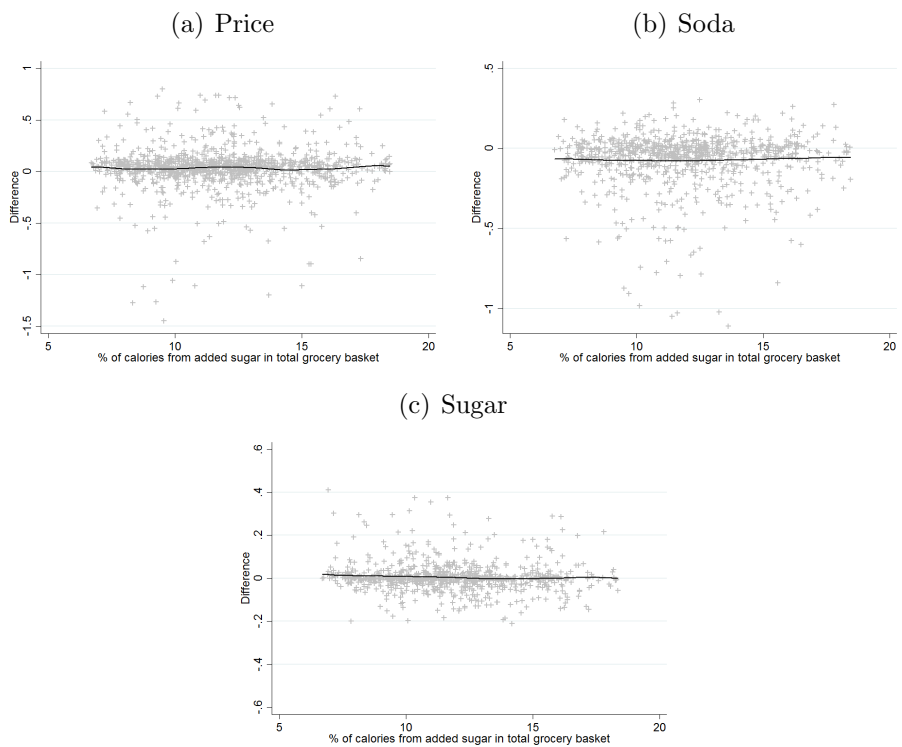 (a) Price
1
.5
0
-.5
-1
-1.5
Difference
5 10 15 20
% of calories from added sugar in total grocery basket
(b) Soda
.5
0
-.5
-1
Difference
5 10 15 20
% of calories from added sugar in total grocery basket
(c) Sugar
.6
.4
.2
0
-.2
-.4
-.6
Difference
5 10 15 20
% of calories from added sugar in total grocery basket